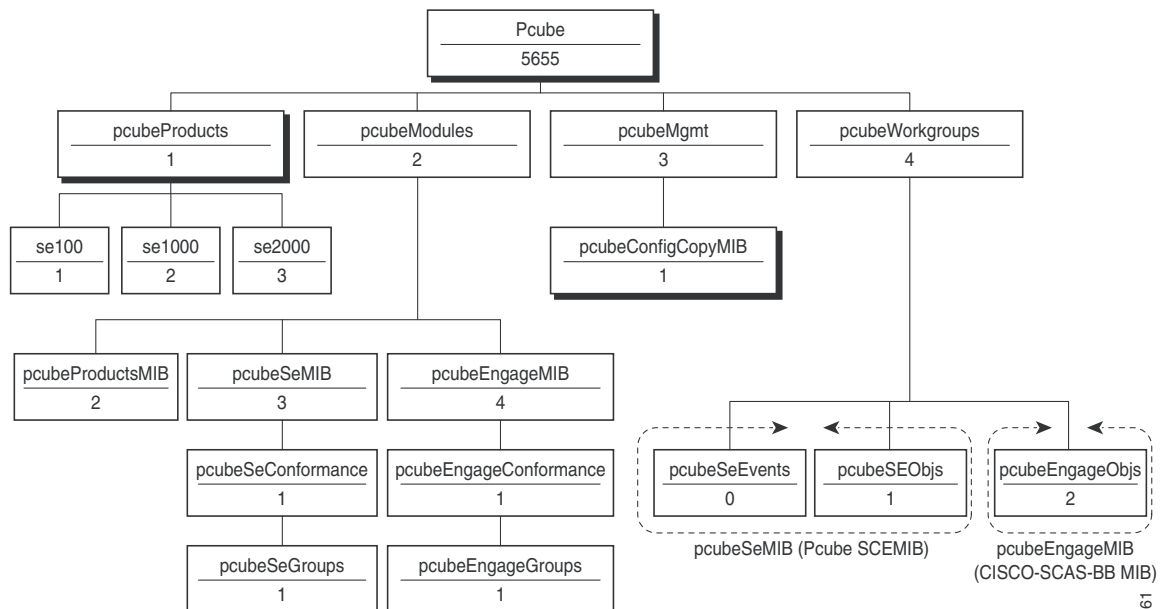 Pcube
5655
pcubeProducts
1
pcubeModules
2
pcubeMgmt
3
pcubeWorkgroups
4
se100
1
se1000
2
se2000
3
pcubeConfigCopyMIB
1
pcubeProductsMIB
2
pcubeSeMIB
3
pcubeEngageMIB
4
pcubeSeConformance
1
pcubeEngageConformance
1
pcubeSeEvents
0
pcubeSEObjs
1
pcubeEngageObjs
2
pcubeSeMIB (Pcube SCEMIB)
pcubeEngageMIB
(CISCO-SCAS-BB MIB)
pcubeSeGroups
1
pcubeEngageGroups
1
61